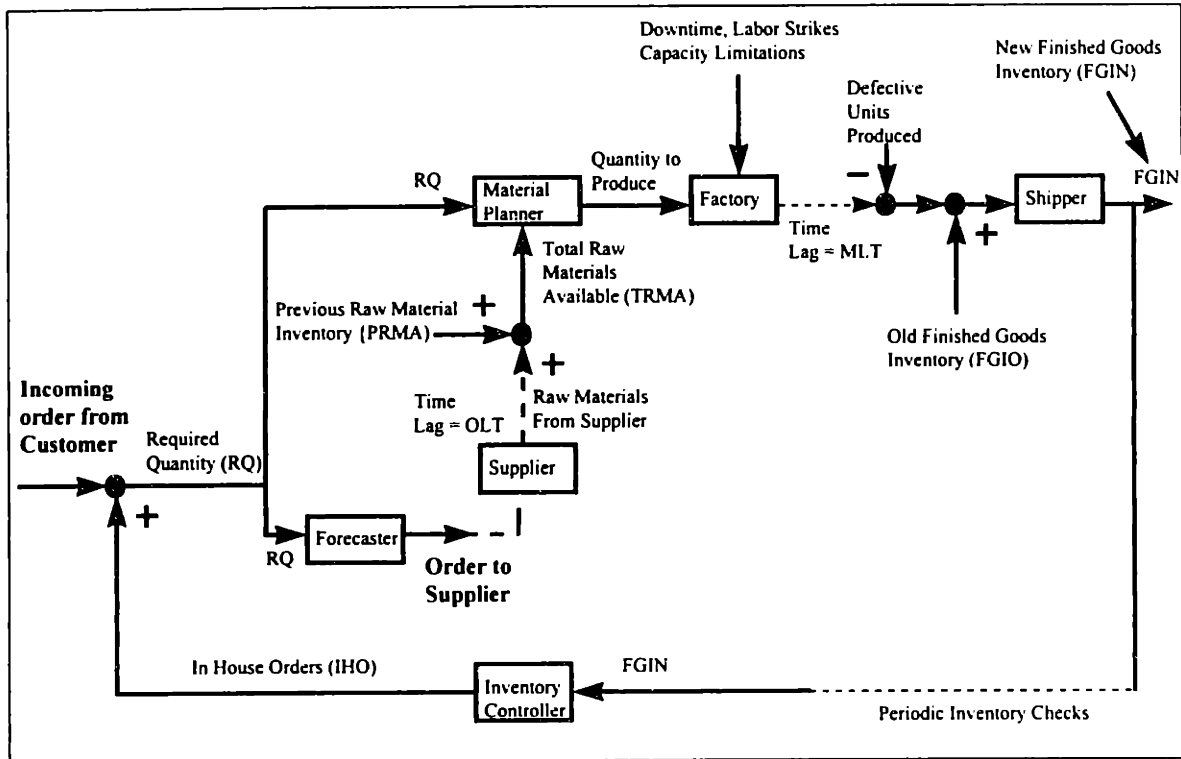 Downtime, Labor Strikes
Capacity Limitations
New Finished Goods
Inventory (FGIN)
Defective
Units
Produced
Quantity to
Produce
RQ
Material
Planner
Factory
−
Shipper
FGIN
Time
Lag = MLT
+
Total Raw
Materials
Available (TRMA)
Previous Raw Material
Inventory (PRMA)
+
Old Finished Goods
Inventory (FGIO)
+
Incoming
order from
Customer
Time
Lag = OLT
Raw Materials
From Supplier
Required
Quantity (RQ)
Supplier
+
RQ
Forecaster
Order to
Supplier
In House Orders (IHO)
Inventory
Controller
FGIN
Periodic Inventory Checks